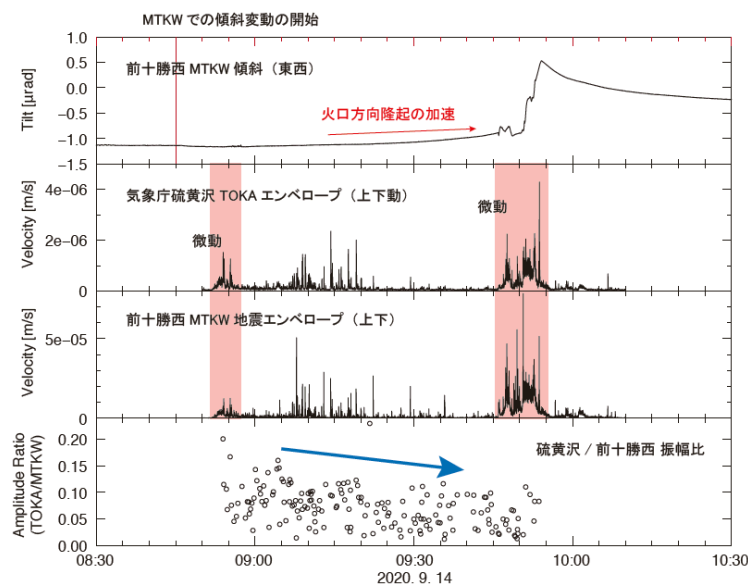 MTKW での傾斜変動の開始
1.0
0.5
0.0
−0.5
−1.0
−1.5
Tilt [μrad]
前十勝西 MTKW 傾斜（東西）
火口方向隆起の加速
4e−06
2e−06
0
Velocity [m/s]
気象庁硫黄沢 TOKA エンベロープ（上下動）
微動
微動
5e−05
0
Velocity [m/s]
前十勝西 MTKW 地震エンベロープ（上下）
0.20
0.15
0.10
0.05
0.00
Amplitude Ratio
(TOKA/MTKW)
硫黄沢 / 前十勝西 振幅比
08:30
09:00
09:30
10:00
10:30
2020. 9. 14